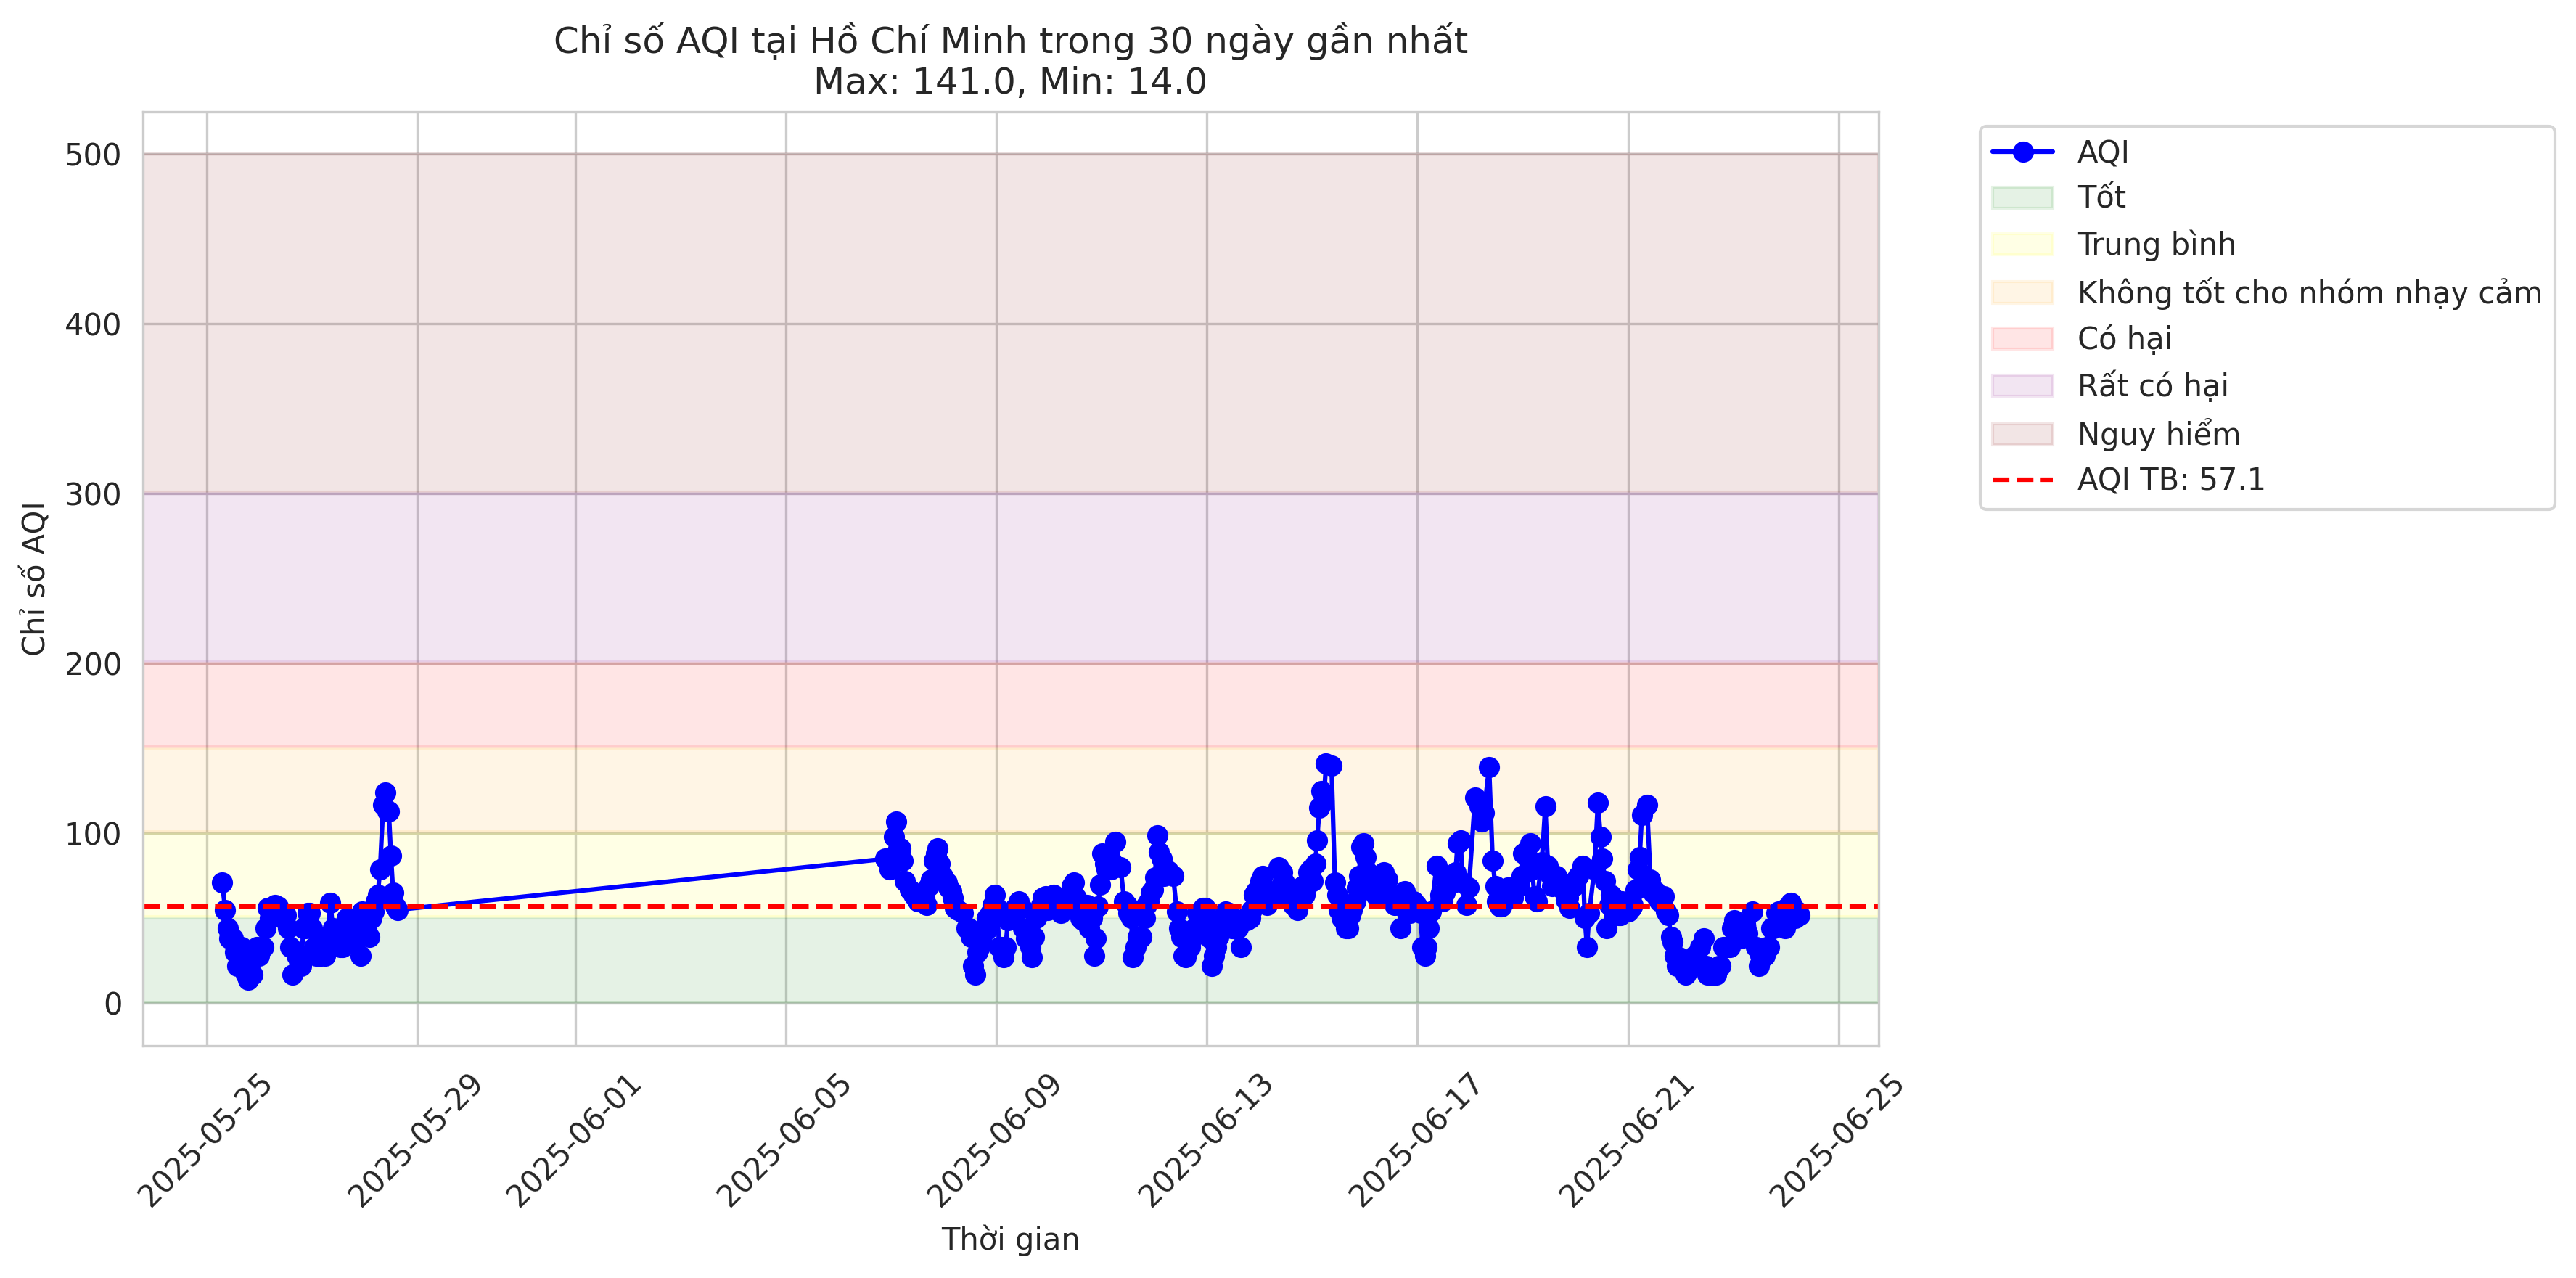 Chỉ số AQI tại Hồ Chí Minh trong 30 ngày gần nhất
Max: 141.0, Min: 14.0
Chỉ số AQI
500
400
300
200
100
0
2025-05-25
2025-05-29
2025-06-01
2025-06-05
2025-06-09
2025-06-13
2025-06-17
2025-06-21
2025-06-25
Thời gian
AQI
Tốt
Trung bình
Không tốt cho nhóm nhạy cảm
Có hại
Rất có hại
Nguy hiểm
AQI TB: 57.1